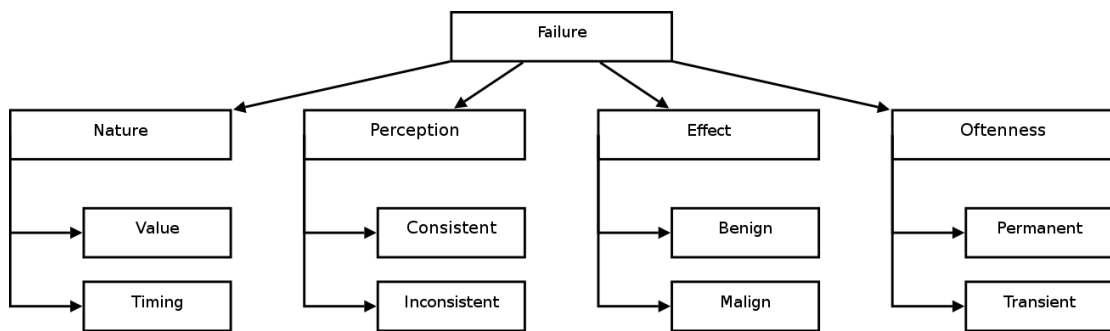 Failure
Nature
Perception
Effect
Oftenness
Value
Consistent
Benign
Permanent
Timing
Inconsistent
Malign
Transient